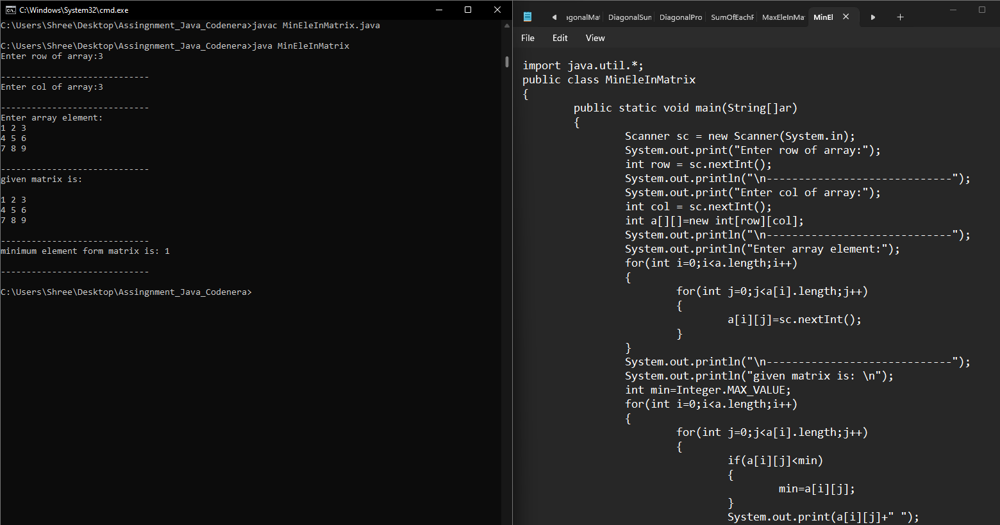 C:\Windows\System32\cmd.exe
C:\Users\Shree\Desktop\Assingnment_Java_Codenera>javac MinEleInMatrix.java
C:\Users\Shree\Desktop\Assingnment_Java_Codenera>java MinEleInMatrix
Enter row of array:3
-----------------------------
Enter col of array:3
-----------------------------
Enter array element:
1 2 3
4 5 6
7 8 9
-----------------------------
given matrix is:
1 2 3
4 5 6
7 8 9
-----------------------------
minimum element form matrix is: 1
-----------------------------
C:\Users\Shree\Desktop\Assingnment_Java_Codenera>
agonalMat DiagonalSum DiagonalPro SumOfEachR MaxEleInMa MinEl
File Edit View
import java.util.*;
public class MinEleInMatrix
{
public static void main(String[]ar)
{
Scanner sc = new Scanner(System.in);
System.out.print("Enter row of array:");
int row = sc.nextInt();
System.out.println("\n-----------------------------");
System.out.print("Enter col of array:");
int col = sc.nextInt();
int a[][]=new int[row][col];
System.out.println("\n-----------------------------");
System.out.println("Enter array element:");
for(int i=0;i<a.length;i++)
{
for(int j=0;j<a[i].length;j++)
{
a[i][j]=sc.nextInt();
}
}
System.out.println("\n-----------------------------");
System.out.println("given matrix is: \n");
int min=Integer.MAX_VALUE;
for(int i=0;i<a.length;i++)
{
for(int j=0;j<a[i].length;j++)
{
if(a[i][j]<min)
{
min=a[i][j];
}
System.out.print(a[i][j]+" ");